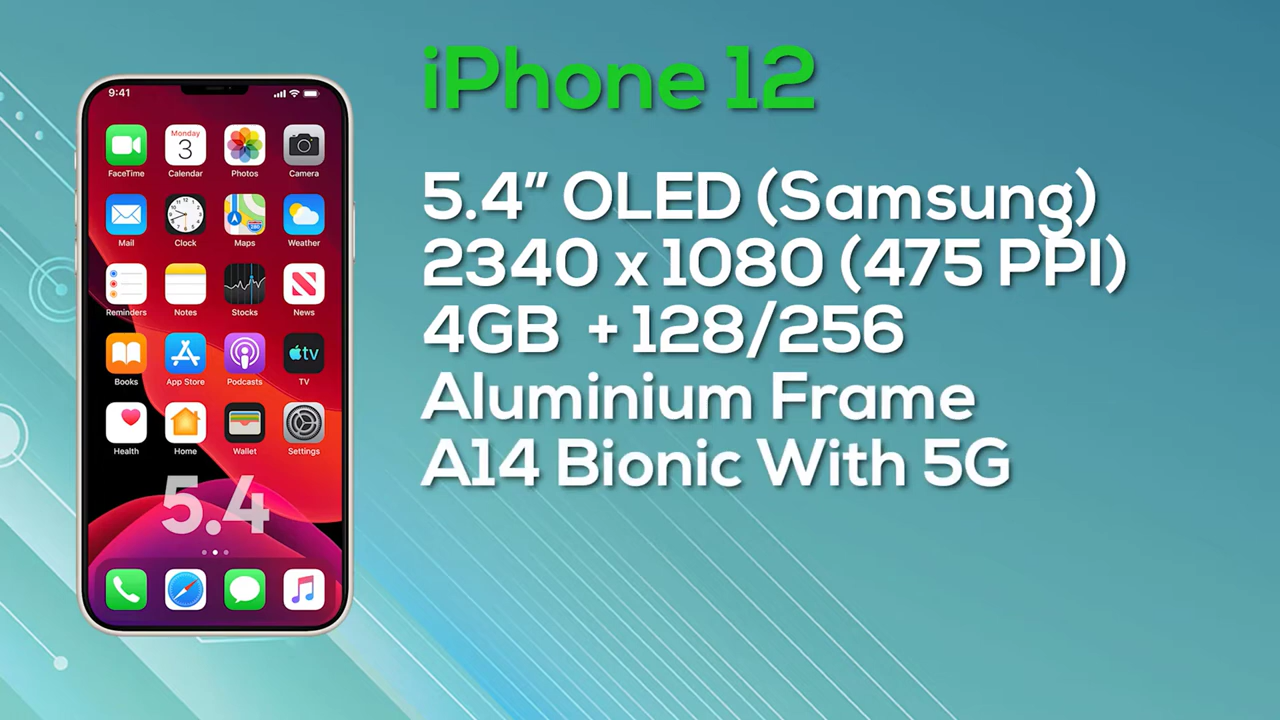 iPhone 12
5.4” OLED (Samsung)
2340 x 1080 (475 PPI)
4GB + 128/256
Aluminium Frame
A14 Bionic With 5G
9:41
Monday
3
FaceTime Calendar Photos Camera
280
Mail Clock Maps Weather
Reminders Notes Stocks News
tv
Books App Store Podcasts TV
Health Home Wallet Settings
5.4